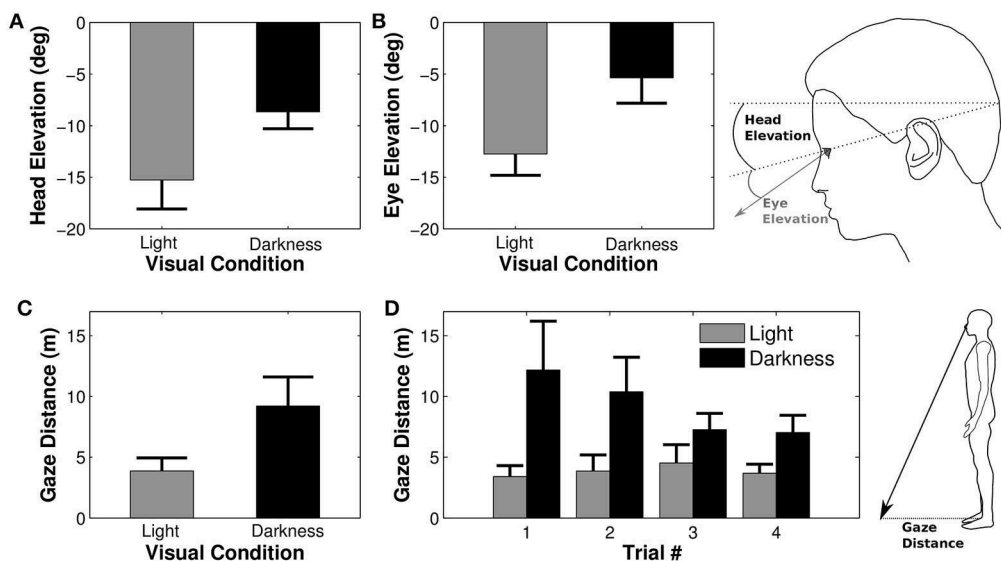 A
Head Elevation (deg)
0
−5
−10
−15
−20
Light
Darkness
Visual Condition
B
Eye Elevation (deg)
0
−5
−10
−15
−20
Light
Darkness
Visual Condition
Head
Elevation
Eye
Elevation
C
Gaze Distance (m)
15
10
5
0
Light
Darkness
Visual Condition
D
Gaze Distance (m)
15
10
5
0
1
2
3
4
Trial #
Light
Darkness
Gaze
Distance